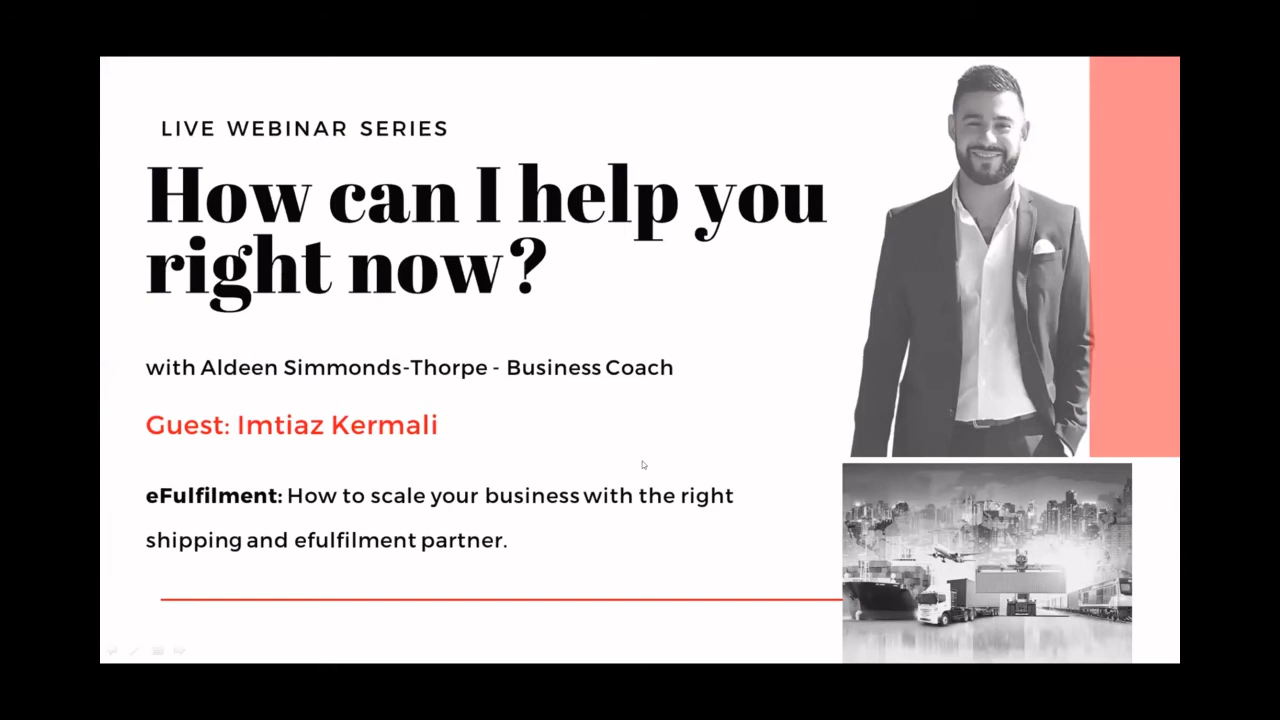 LIVE WEBINAR SERIES
How can I help you
right now?
with Aldeen Simmonds-Thorpe - Business Coach
Guest: Imtiaz Kermali
eFulfilment: How to scale your business with the right
shipping and efulfilment partner.